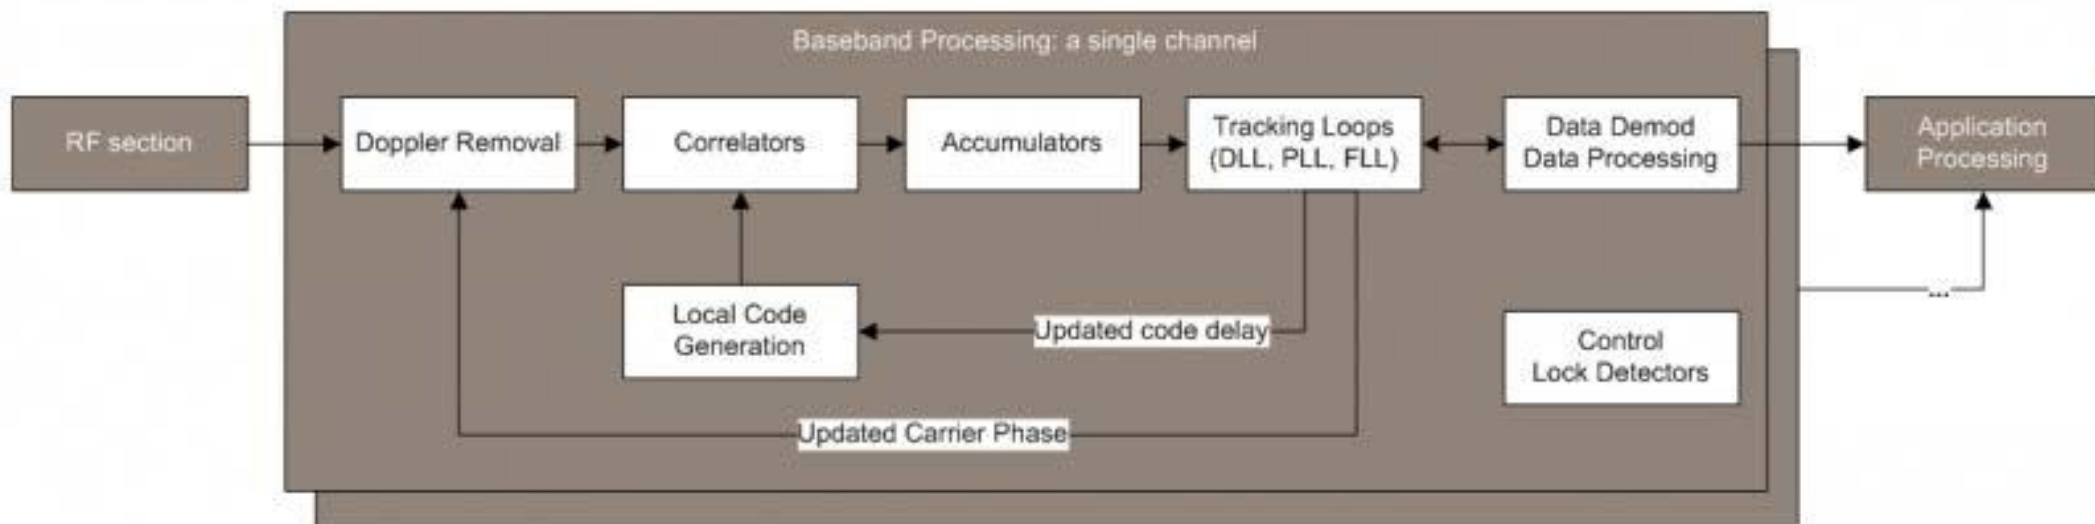 Baseband Processing: a single channel
RF section
Doppler Removal
Correlators
Accumulators
Tracking Loops
(DLL, PLL, FLL)
Data Demod
Data Processing
Application
Processing
Local Code
Generation
Updated code delay
...
Control
Lock Detectors
Updated Carrier Phase